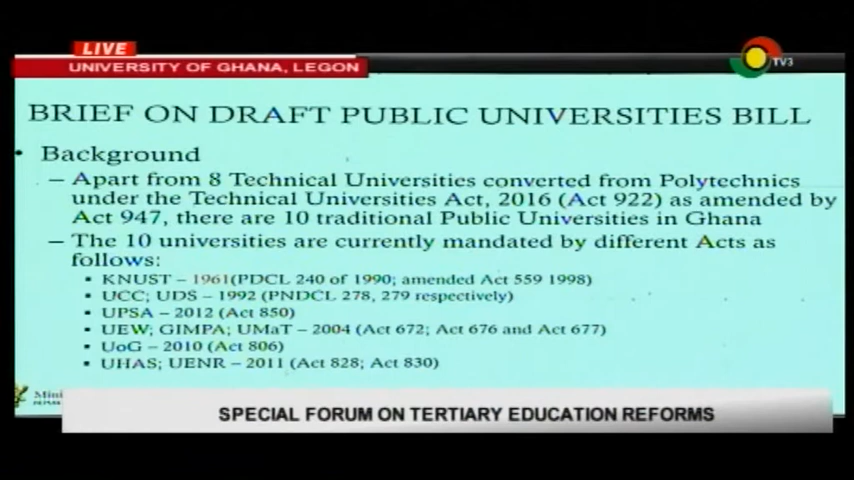 LIVE
UNIVERSITY OF GHANA, LEGON
TV3
BRIEF ON DRAFT PUBLIC UNIVERSITIES BILL
• Background
– Apart from 8 Technical Universities converted from Polytechnics
under the Technical Universities Act, 2016 (Act 922) as amended by
Act 947, there are 10 traditional Public Universities in Ghana
– The 10 universities are currently mandated by different Acts as
follows:
• KNUST – 1961(PDCL 240 of 1990; amended Act 559 1998)
• UCC; UDS – 1992 (PNDCL 278, 279 respectively)
• UPSA – 2012 (Act 850)
• UEW; GIMPA; UMaT – 2004 (Act 672; Act 676 and Act 677)
• UoG – 2010 (Act 806)
• UHAS; UENR – 2011 (Act 828; Act 830)
SPECIAL FORUM ON TERTIARY EDUCATION REFORMS